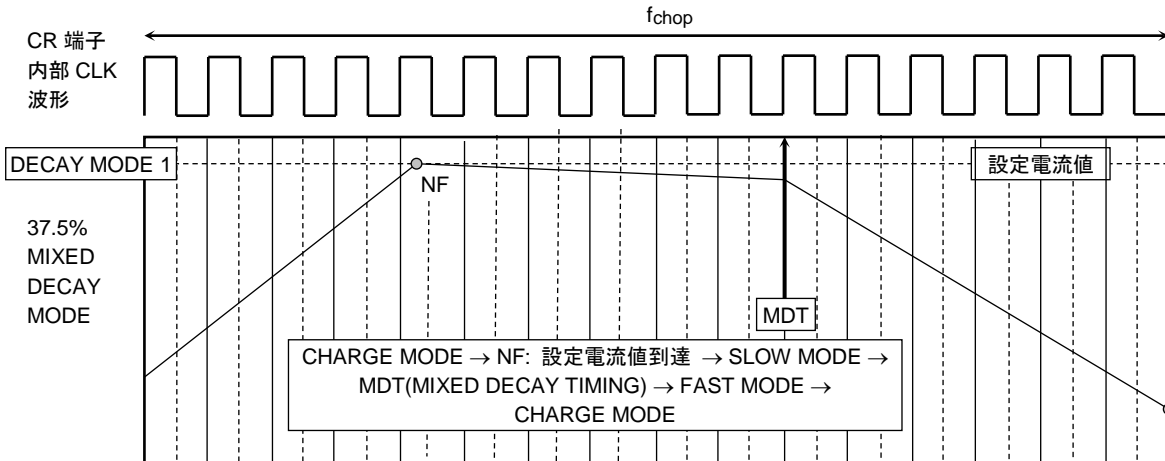 fchop
CR 端子
内部 CLK
波形
DECAY MODE 1
設定電流値
NF
37.5%
MIXED
DECAY
MODE
MDT
CHARGE MODE → NF: 設定電流値到達 → SLOW MODE →
MDT(MIXED DECAY TIMING) → FAST MODE →
CHARGE MODE